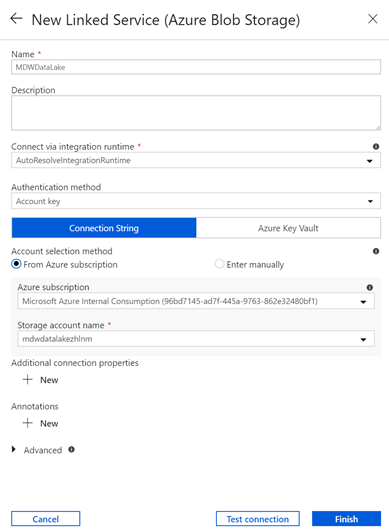 New Linked Service (Azure Blob Storage)
Name *
MDWDataLake
Description
Connect via integration runtime *
AutoResolveIntegrationRuntime
Authentication method
Account key
Connection String
Azure Key Vault
Account selection method
From Azure subscription
Enter manually
Azure subscription
Microsoft Azure Internal Consumption (96bd7145-ad7f-445a-9763-862e32480bf1)
Storage account name *
mdwdatalakezhlnm
Additional connection properties
+ New
Annotations
+ New
Advanced
Cancel
Test connection
Finish